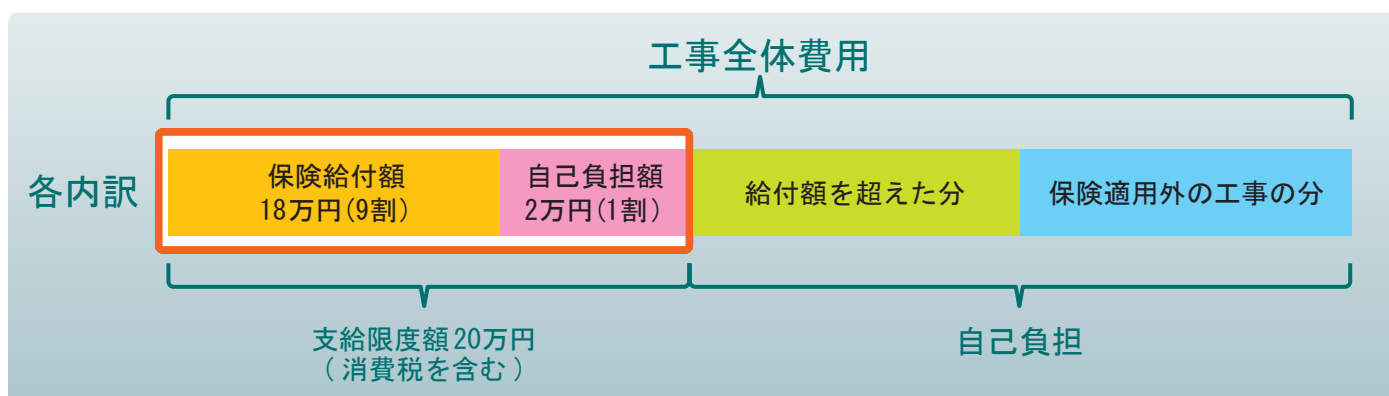 工事全体費用
各内訳
保険給付額
18万円(9割)
自己負担額
2万円(1割)
給付額を超えた分
保険適用外の工事の分
支給限度額20万円
(消費税を含む)
自己負担